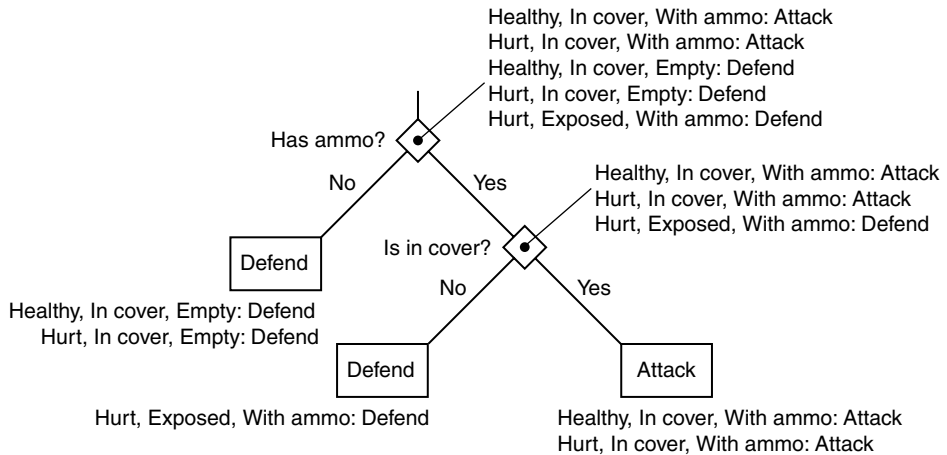 Healthy, In cover, With ammo: Attack
Hurt, In cover, With ammo: Attack
Healthy, In cover, Empty: Defend
Hurt, In cover, Empty: Defend
Hurt, Exposed, With ammo: Defend
Has ammo?
No
Yes
Healthy, In cover, With ammo: Attack
Hurt, In cover, With ammo: Attack
Hurt, Exposed, With ammo: Defend
Is in cover?
Defend
No
Yes
Healthy, In cover, Empty: Defend
Hurt, In cover, Empty: Defend
Defend
Attack
Hurt, Exposed, With ammo: Defend
Healthy, In cover, With ammo: Attack
Hurt, In cover, With ammo: Attack